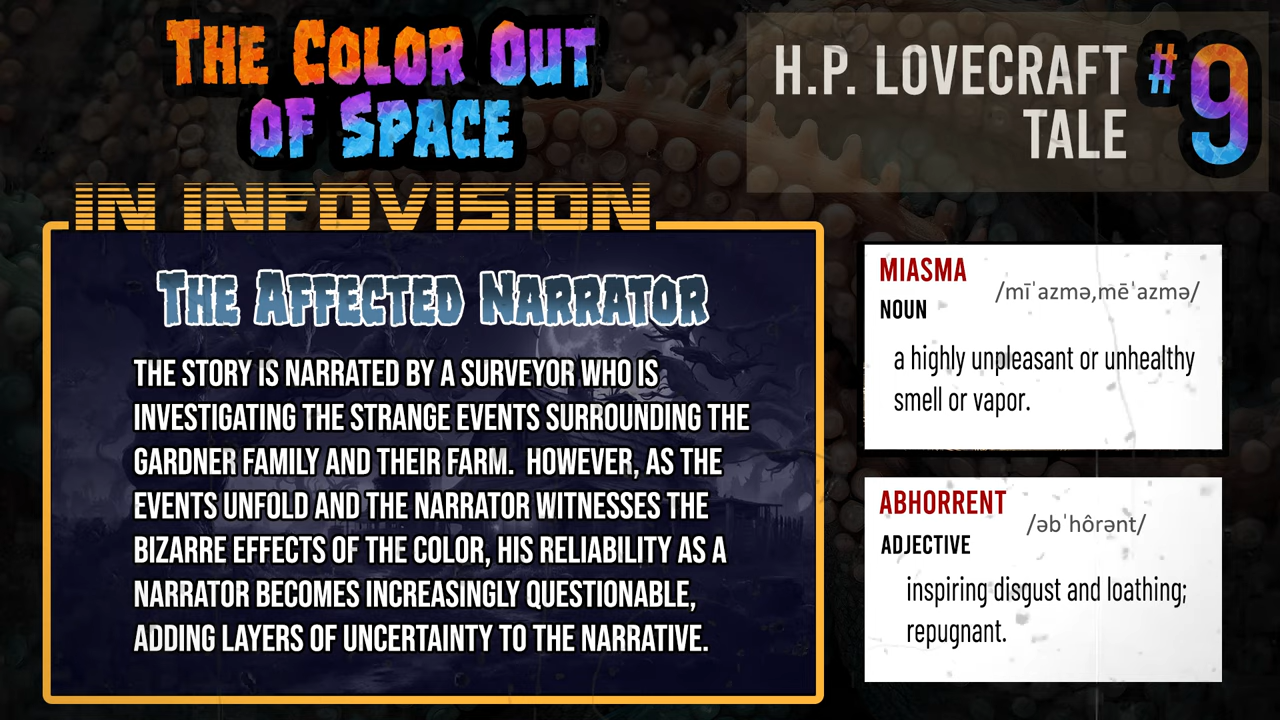 The Color Out
of Space
H.P. LOVECRAFT
TALE
#9
IN INFOVISION
The Affected Narrator
THE STORY IS NARRATED BY A SURVEYOR WHO IS
INVESTIGATING THE STRANGE EVENTS SURROUNDING THE
GARDNER FAMILY AND THEIR FARM.  HOWEVER, AS THE
EVENTS UNFOLD AND THE NARRATOR WITNESSES THE
BIZARRE EFFECTS OF THE COLOR, HIS RELIABILITY AS A
NARRATOR BECOMES INCREASINGLY QUESTIONABLE,
ADDING LAYERS OF UNCERTAINTY TO THE NARRATIVE.
MIASMA
/mīˈazmə,mēˈazmə/
NOUN
a highly unpleasant or unhealthy
smell or vapor.
ABHORRENT
/əbˈhôrənt/
ADJECTIVE
inspiring disgust and loathing;
repugnant.